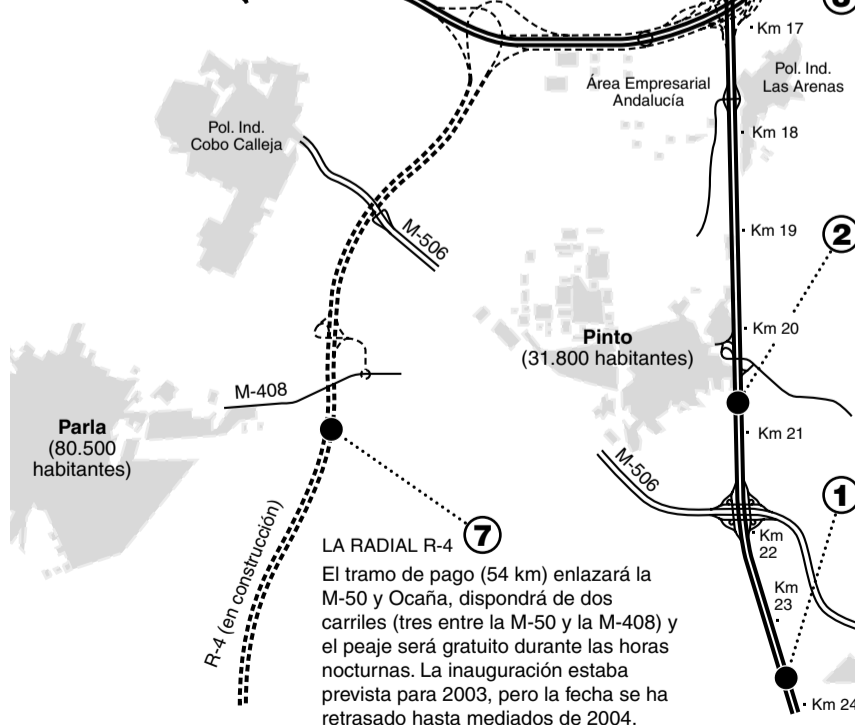 3
Km 17
Pol. Ind.
Las Arenas
Área Empresarial
Andalucía
Pol. Ind.
Cobo Calleja
Km 18
M-506
Km 19
2
Km 20
Pinto
(31.800 habitantes)
M-408
Parla
(80.500
habitantes)
Km 21
M-506
1
7
Km
22
Km
23
Km 24
R-4 (en construcción)
LA RADIAL R-4
El tramo de pago (54 km) enlazará la
M-50 y Ocaña, dispondrá de dos
carriles (tres entre la M-50 y la M-408) y
el peaje será gratuito durante las horas
nocturnas. La inauguración estaba
prevista para 2003, pero la fecha se ha
retrasado hasta mediados de 2004.